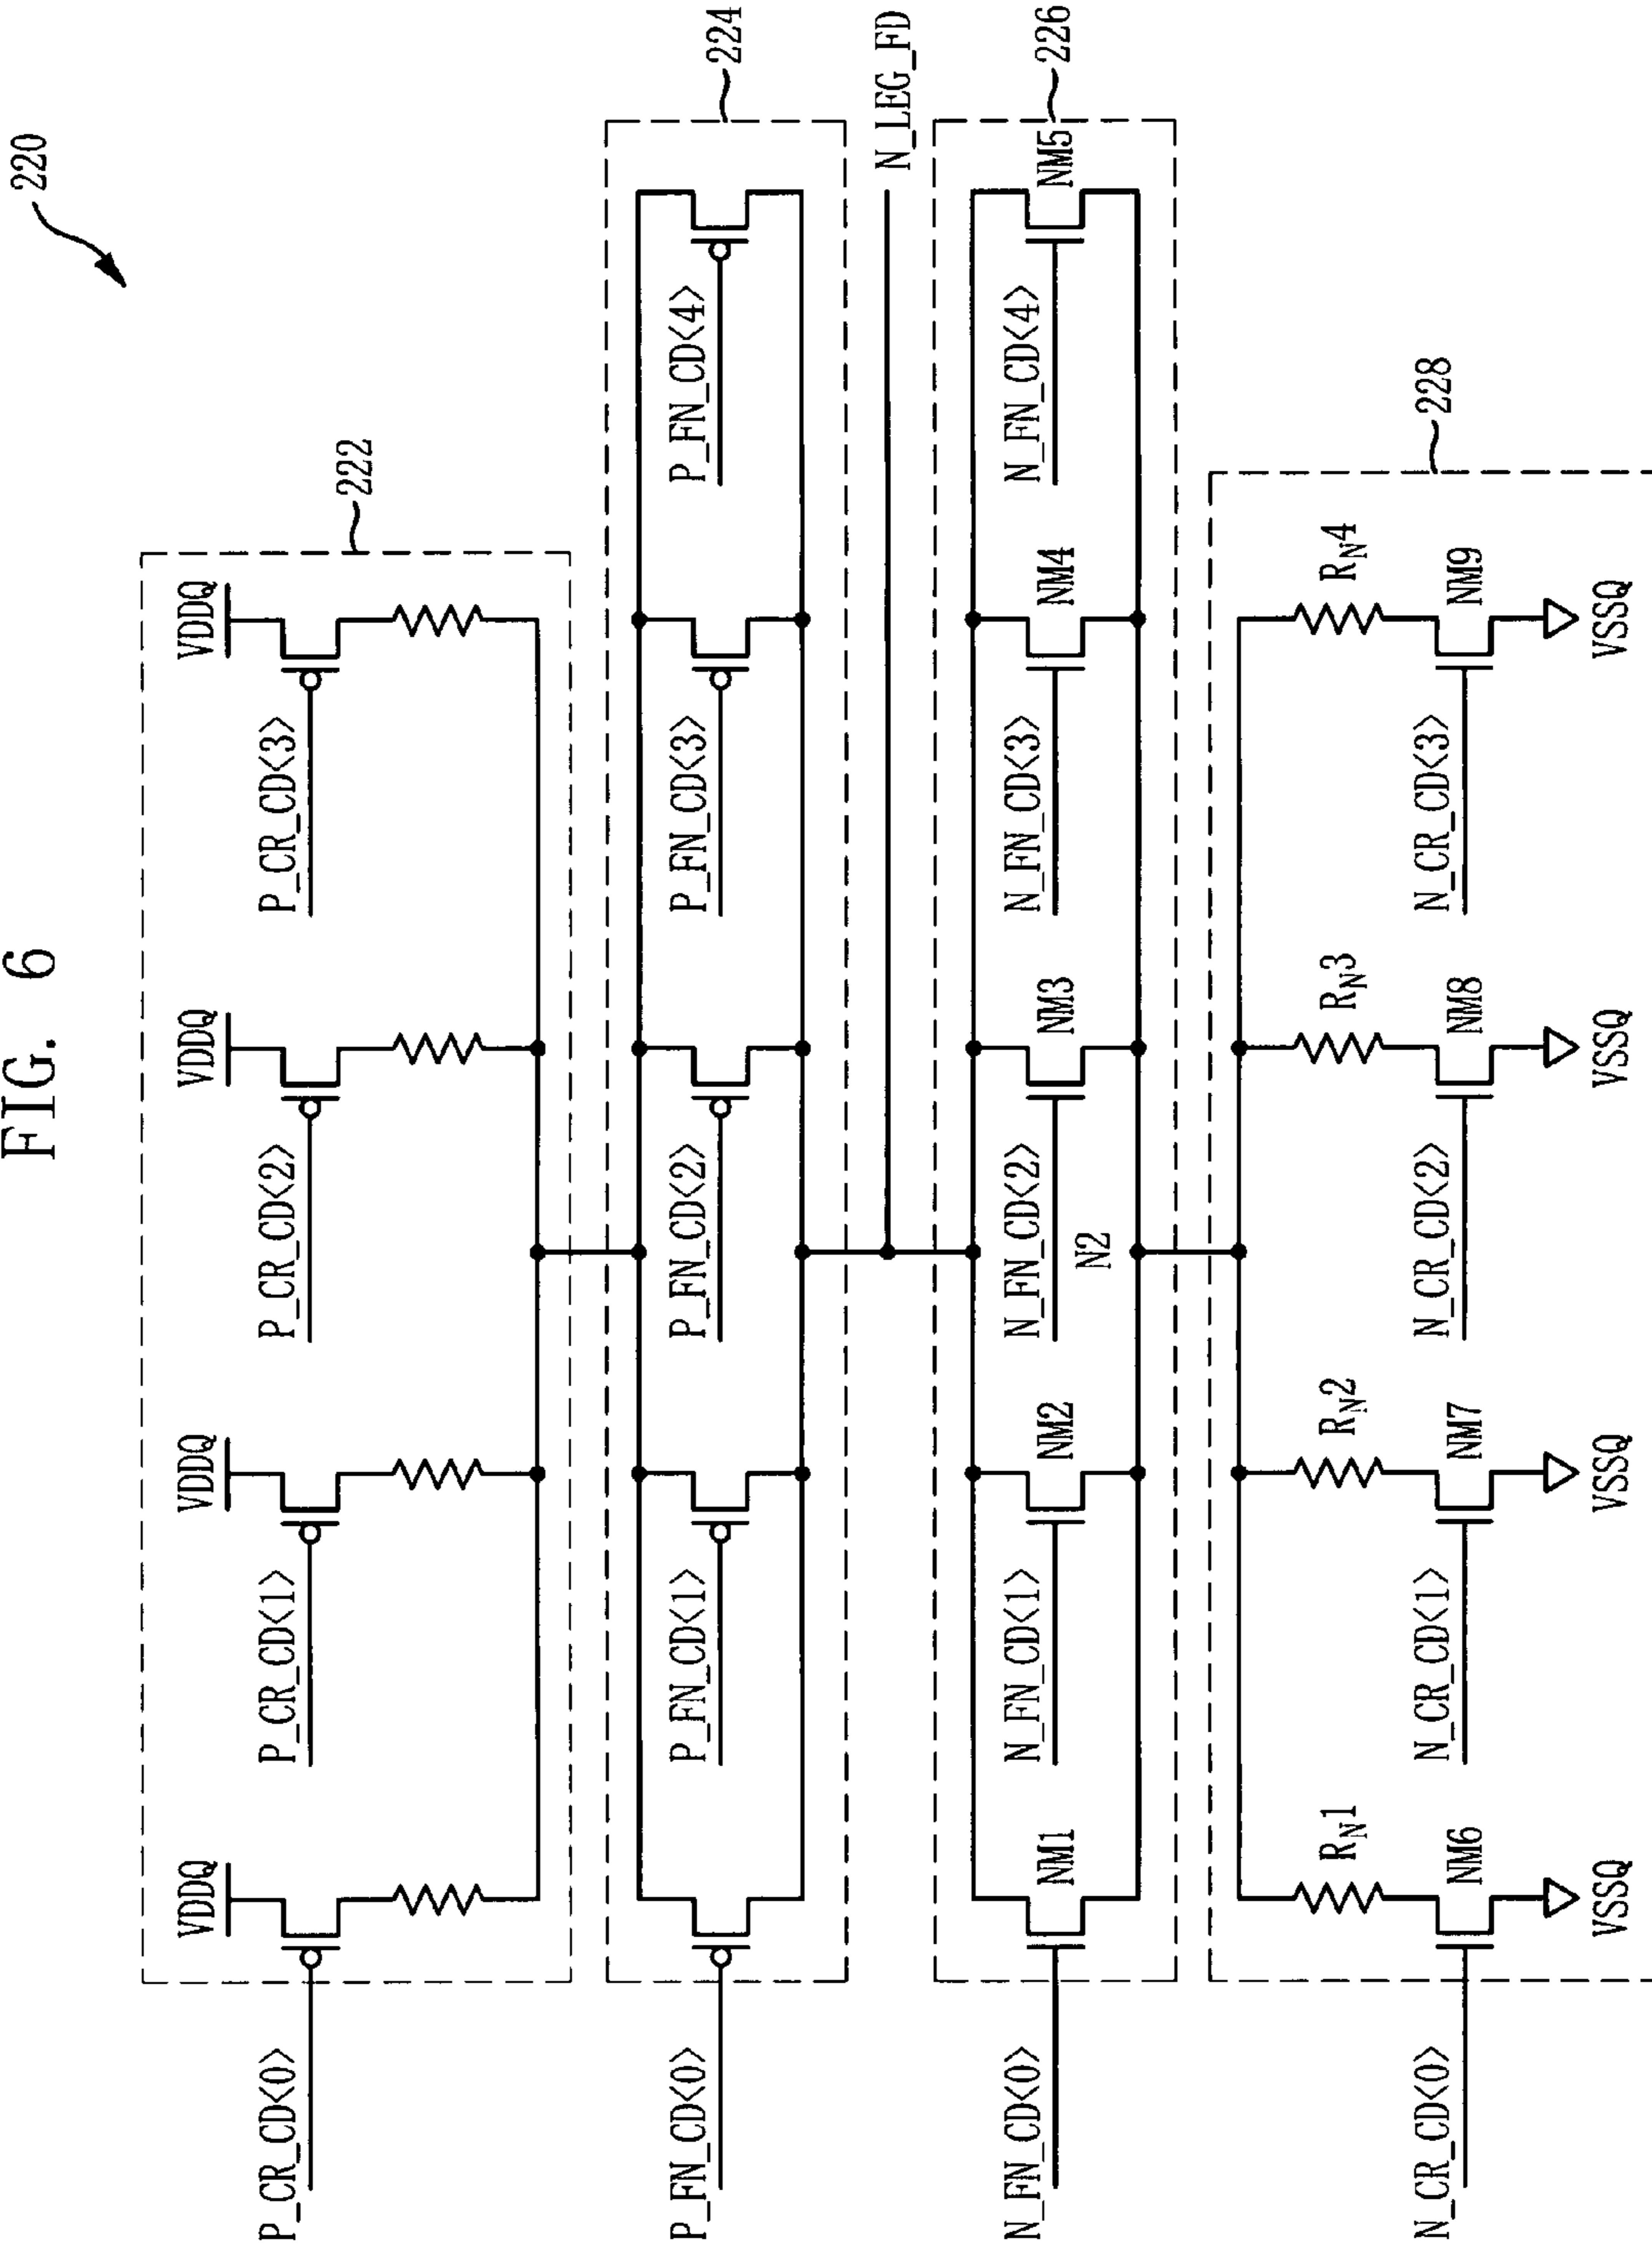 FIG. 6
220
222
VDDQ VDDQ VDDQ VDDQ
P_CR_CD<0> P_CR_CD<1> P_CR_CD<2> P_CR_CD<3>
224
P_FN_CD<0> P_FN_CD<1> P_FN_CD<2> P_FN_CD<3> P_FN_CD<4>
N_LEG_FD
226
N_FN_CD<0> N_FN_CD<1> N_FN_CD<2> N_FN_CD<3> N_FN_CD<4>
NM1 NM2 NM3 NM4 NM5
N2
228
RN1 RN2 RN3 RN4
N_CR_CD<0> N_CR_CD<1> N_CR_CD<2> N_CR_CD<3>
NM6 NM7 NM8 NM9
VSSQ VSSQ VSSQ VSSQ